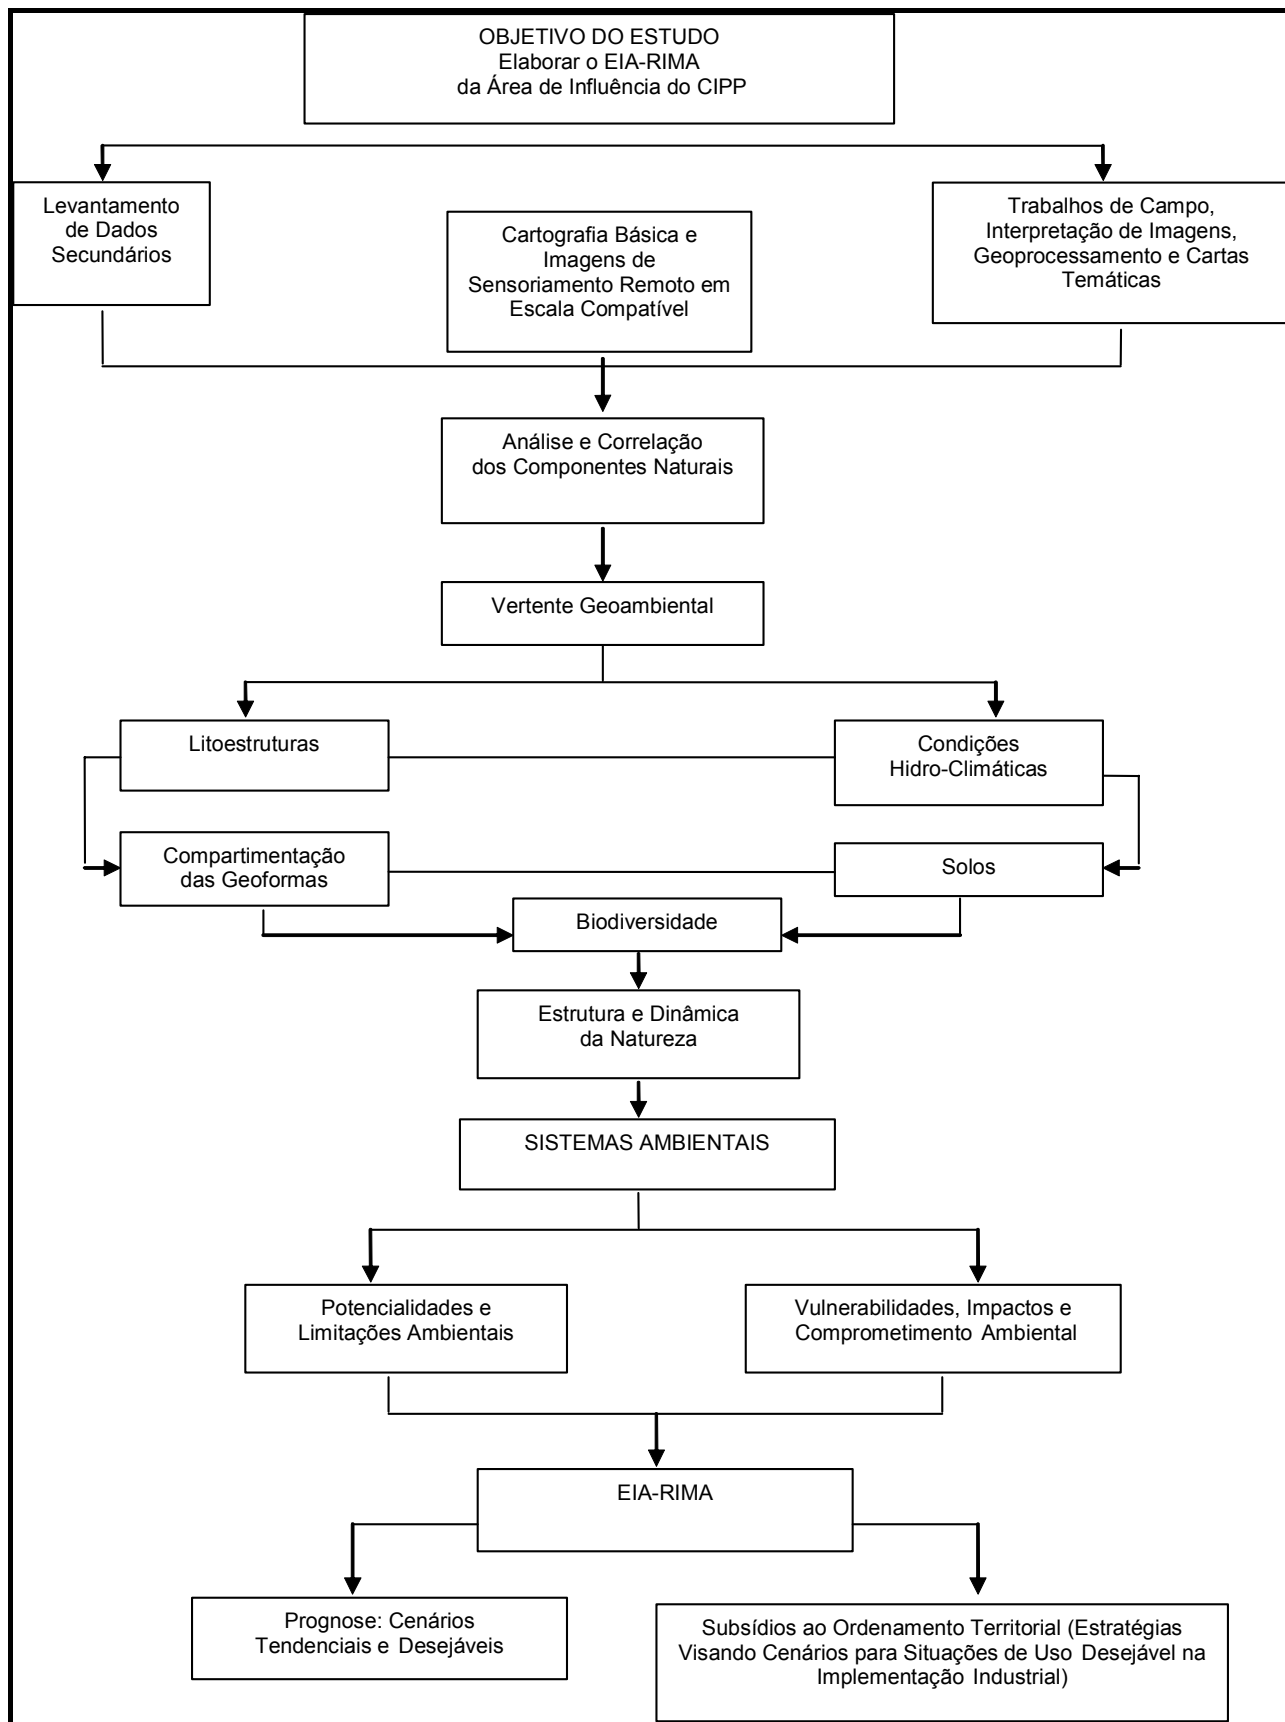 OBJETIVO DO ESTUDO
Elaborar o EIA-RIMA
da Área de Influência do CIPP
Levantamento
de Dados
Secundários
Cartografia Básica e
Imagens de
Sensoriamento Remoto em
Escala Compatível
Trabalhos de Campo,
Interpretação de Imagens,
Geoprocessamento e Cartas
Temáticas
Análise e Correlação
dos Componentes Naturais
Vertente Geoambiental
Litoestruturas
Condições
Hidro-Climáticas
Compartimentação
das Geoformas
Solos
Biodiversidade
Estrutura e Dinâmica
da Natureza
SISTEMAS AMBIENTAIS
Potencialidades e
Limitações Ambientais
Vulnerabilidades, Impactos e
Comprometimento Ambiental
EIA-RIMA
Prognose: Cenários
Tendenciais e Desejáveis
Subsídios ao Ordenamento Territorial (Estratégias
Visando Cenários para Situações de Uso Desejável na
Implementação Industrial)